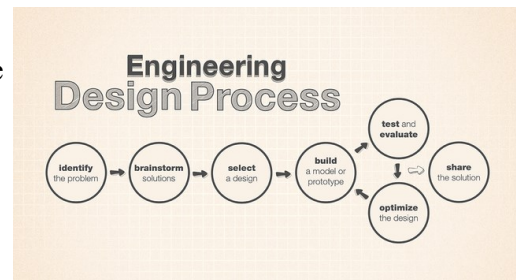 e
Engineering
Design Process
identify
the problem
brainstorm
solutions
select
a design
build
a model or
prototype
test and
evaluate
optimize
the design
share
the solution